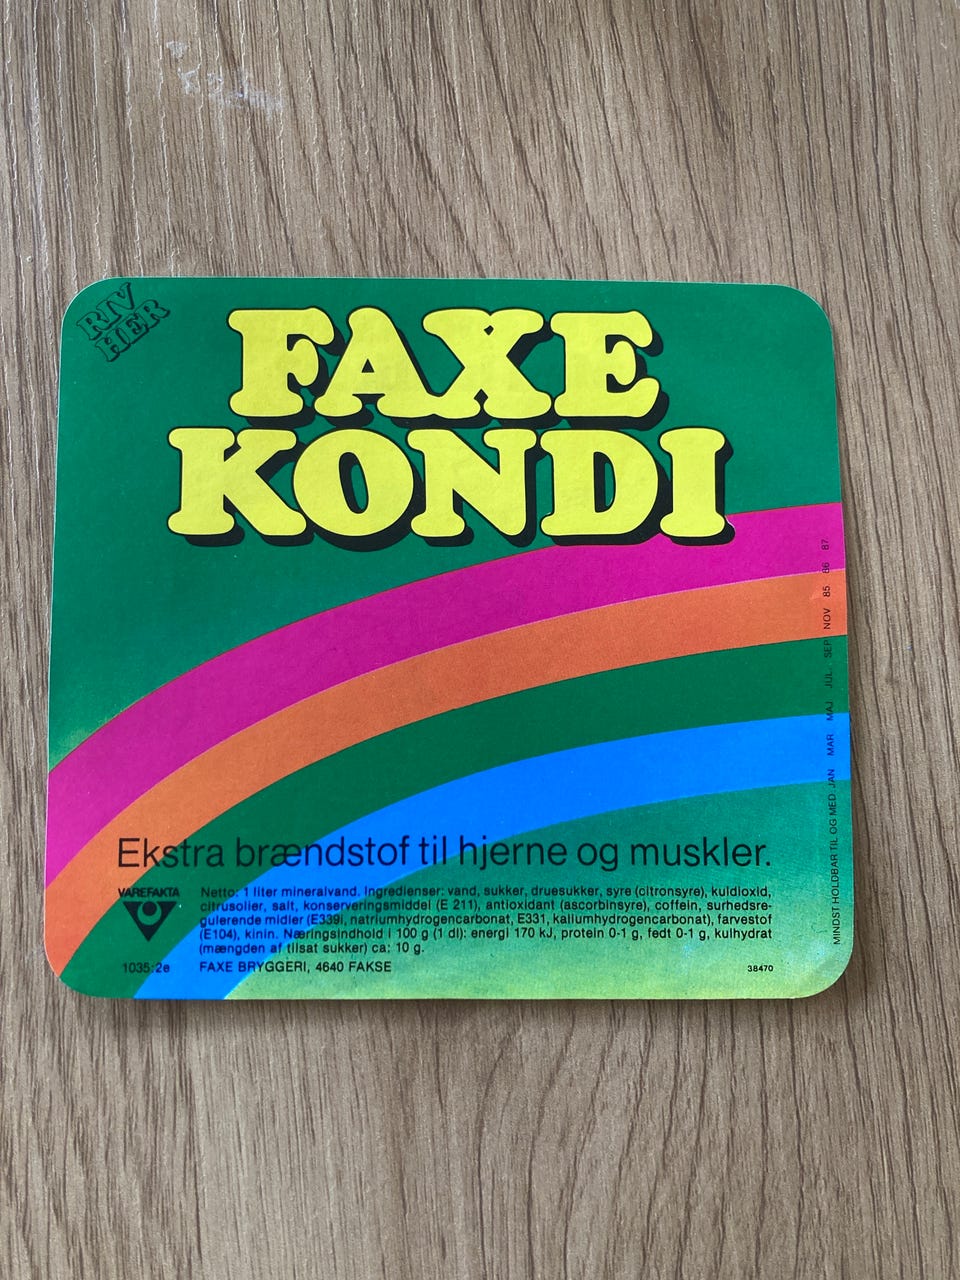 RIV
HER
FAXE
KONDI
Ekstra brændstof til hjerne og muskler.
VAREFAKTA
Netto: 1 liter mineralvand. Ingredienser: vand, sukker, druesukker, syre (citronsyre), kuldioxid,
citrusolier, salt, konserveringsmiddel (E 211), antioxidant (ascorbinsyre), coffein, surhedsre-
gulerende midler (E339i, natriumhydrogencarbonat, E331, kaliumhydrogencarbonat), farvestof
(E104), kinin. Næringsindhold i 100 g (1 dl): energi 170 kJ, protein 0-1 g, fedt 0-1 g, kulhydrat
(mængden af tilsat sukker) ca: 10 g.
1035:2e
FAXE BRYGGERI, 4640 FAKSE
38470
MINDST HOLDBAR TIL OG MED JAN MAR MAJ JUL SEP NOV 85 86 87